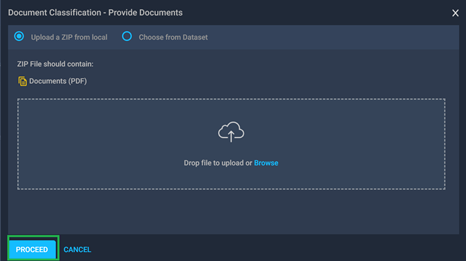 Document Classification - Provide Documents
Upload a ZIP from local
Choose from Dataset
ZIP File should contain:
Documents (PDF)
Drop file to upload or Browse
PROCEED
CANCEL